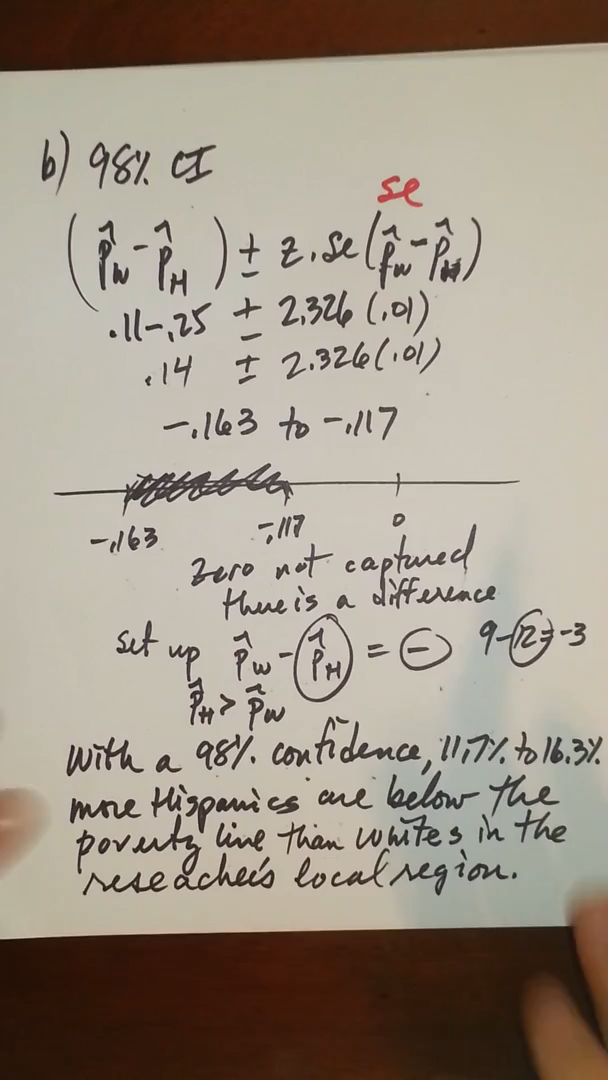 b) 98% CI
se
(p̂W - p̂H) ± z.se(p̂W - p̂H)
.11-.25 ± 2.326(.01)
.14 ± 2.326(.01)
-.163 to -.117
-.163 -.117 0
Zero not captured
there is a difference
set up p̂W - p̂H = - 9-12=-3
p̂H > p̂W
With a 98% confidence, 11.7% to 16.3%
more Hispanics are below the
poverty line than whites in the
reseacher's local region.